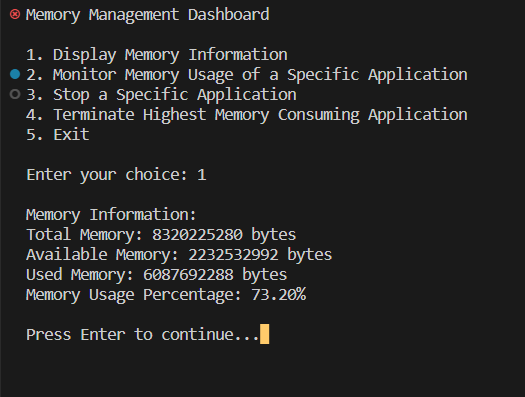 Memory Management Dashboard
1. Display Memory Information
2. Monitor Memory Usage of a Specific Application
3. Stop a Specific Application
4. Terminate Highest Memory Consuming Application
5. Exit
Enter your choice: 1
Memory Information:
Total Memory: 8320225280 bytes
Available Memory: 2232532992 bytes
Used Memory: 6087692288 bytes
Memory Usage Percentage: 73.20%
Press Enter to continue...